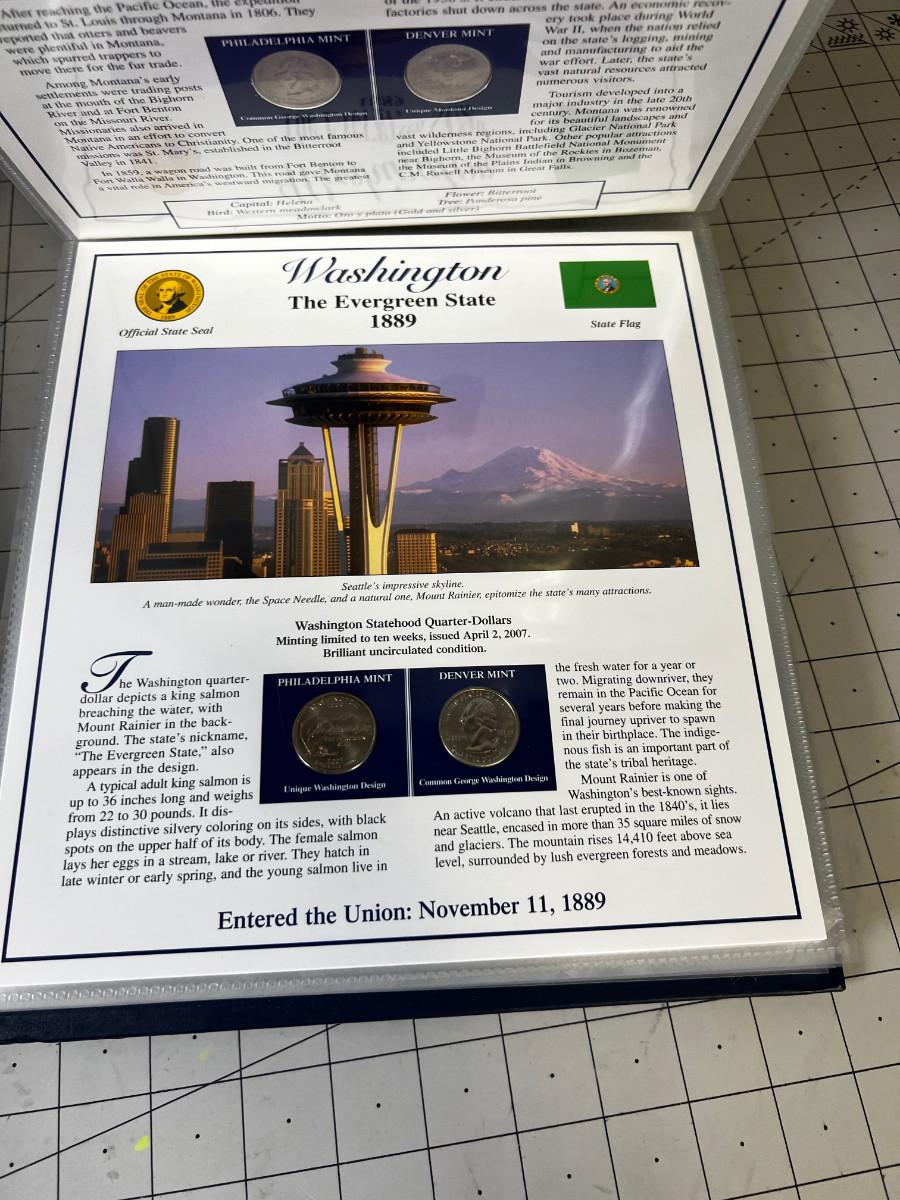 After reaching the Pacific Ocean, the expedition
returned to St. Louis through Montana in 1806. They
reported that otters and beavers
were plentiful in Montana,
which spurred trappers to
move there for the fur trade.
Among Montana's early
settlements were trading posts
at the mouth of the Bighorn
River and at Fort Benton
on the Missouri River.
Missionaries also arrived in
Montana in an effort to convert
Native Americans to Christianity. One of the most famous
missions was St. Mary's, established in the Bitterroot
Valley in 1841.
In 1859, a wagon road was built from Fort Benton to
Fort Walla Walla in Washington. This road gave Montana
a vital role in America's westward migration. The greatest
PHILADELPHIA MINT
Common George Washington Design
DENVER MINT
Unique Montana Design
factories shut down across the state. An economic recov-
ery took place during World
War II, when the nation relied
on the state's logging, mining
and manufacturing to aid the
war effort. Later, the state's
vast natural resources attracted
numerous visitors.
Tourism developed into a
major industry in the late 20th
century. Montana was renowned
for its beautiful landscapes and
vast wilderness regions, including Glacier National Park
and Yellowstone National Park. Other popular attractions
included Little Bighorn Battlefield National Monument
near Bighorn, the Museum of the Rockies in Bozeman,
the Museum of the Plains Indian in Browning and the
C.M. Russell Museum in Great Falls.
Capital: Helena
Flower: Bitterroot
Bird: Western meadowlark
Tree: Ponderosa pine
Motto: Oro y plata (Gold and silver)
Washington
The Evergreen State
1889
THE SEAL OF THE STATE OF WASHINGTON
1889
Official State Seal
State Flag
Seattle's impressive skyline.
A man-made wonder, the Space Needle, and a natural one, Mount Rainier, epitomize the state's many attractions.
Washington Statehood Quarter-Dollars
Minting limited to ten weeks, issued April 2, 2007.
Brilliant uncirculated condition.
The Washington quarter-
dollar depicts a king salmon
breaching the water, with
Mount Rainier in the back-
ground. The state's nickname,
"The Evergreen State," also
appears in the design.
A typical adult king salmon is
up to 36 inches long and weighs
from 22 to 30 pounds. It dis-
plays distinctive silvery coloring on its sides, with black
spots on the upper half of its body. The female salmon
lays her eggs in a stream, lake or river. They hatch in
late winter or early spring, and the young salmon live in
PHILADELPHIA MINT
Unique Washington Design
DENVER MINT
Common George Washington Design
the fresh water for a year or
two. Migrating downriver, they
remain in the Pacific Ocean for
several years before making the
final journey upriver to spawn
in their birthplace. The indige-
nous fish is an important part of
the state's tribal heritage.
Mount Rainier is one of
Washington's best-known sights.
An active volcano that last erupted in the 1840's, it lies
near Seattle, encased in more than 35 square miles of snow
and glaciers. The mountain rises 14,410 feet above sea
level, surrounded by lush evergreen forests and meadows.
Entered the Union: November 11, 1889